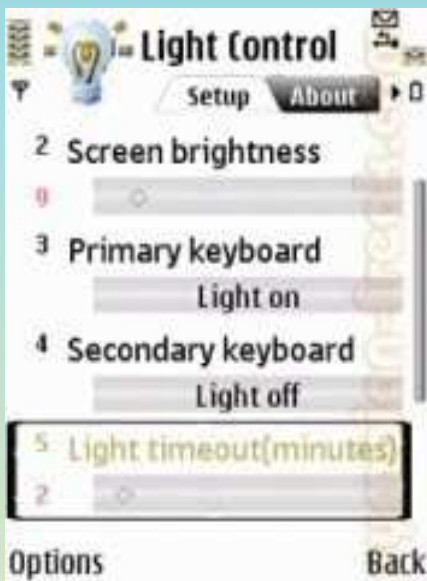 Light Control
Setup About
2 Screen brightness
9
3 Primary keyboard
Light on
4 Secondary keyboard
Light off
5 Light timeout(minutes)
2
Options Back